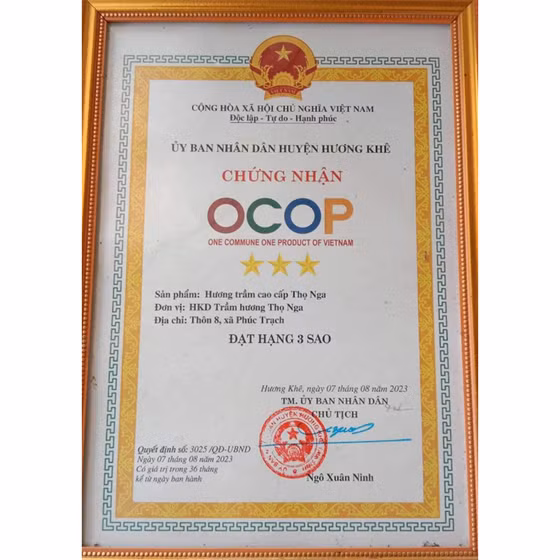 CỘNG HÒA XÃ HỘI CHỦ NGHĨA VIỆT NAM
Độc lập - Tự do - Hạnh phúc
ỦY BAN NHÂN DÂN HUYỆN HƯƠNG KHÊ
CHỨNG NHẬN
OCOP
ONE COMMUNE ONE PRODUCT OF VIETNAM
Sản phẩm: Hương trầm cao cấp Thọ Nga
Đơn vị: HKD Trầm hương Thọ Nga
Địa chỉ: Thôn 8, xã Phúc Trạch
ĐẠT HẠNG 3 SAO
Hương Khê, ngày 07 tháng 08 năm 2023
TM. ỦY BAN NHÂN DÂN
CHỦ TỊCH
Quyết định số: 3025 /QĐ-UBND
Ngày 07 tháng 08 năm 2023
Có giá trị trong 36 tháng
kể từ ngày ban hành
Ngô Xuân Ninh